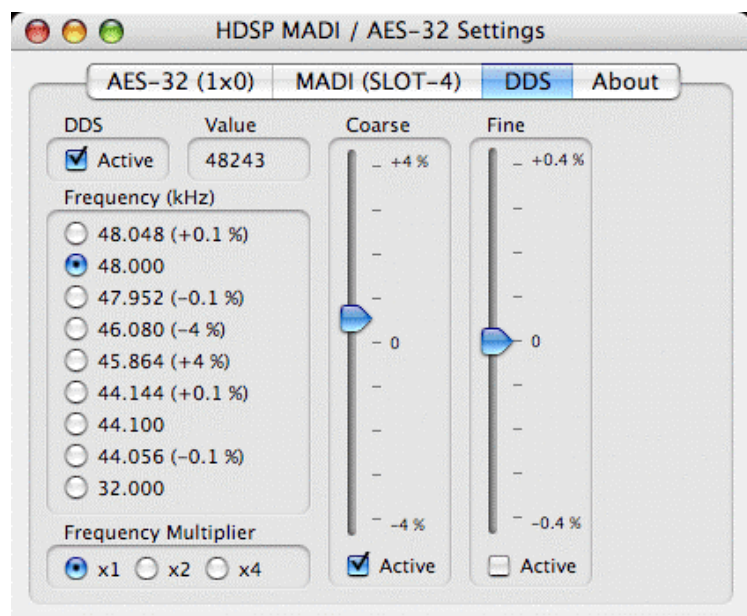 HDSP MADI / AES-32 Settings
AES-32 (1x0) MADI (SLOT-4) DDS About
DDS Value Coarse Fine
Active 48243
Frequency (kHz)
48.048 (+0.1 %)
48.000
47.952 (-0.1 %)
46.080 (-4 %)
45.864 (+4 %)
44.144 (+0.1 %)
44.100
44.056 (-0.1 %)
32.000
Frequency Multiplier
x1 x2 x4
+4 %
0
-4 %
Active
+0.4 %
0
-0.4 %
Active